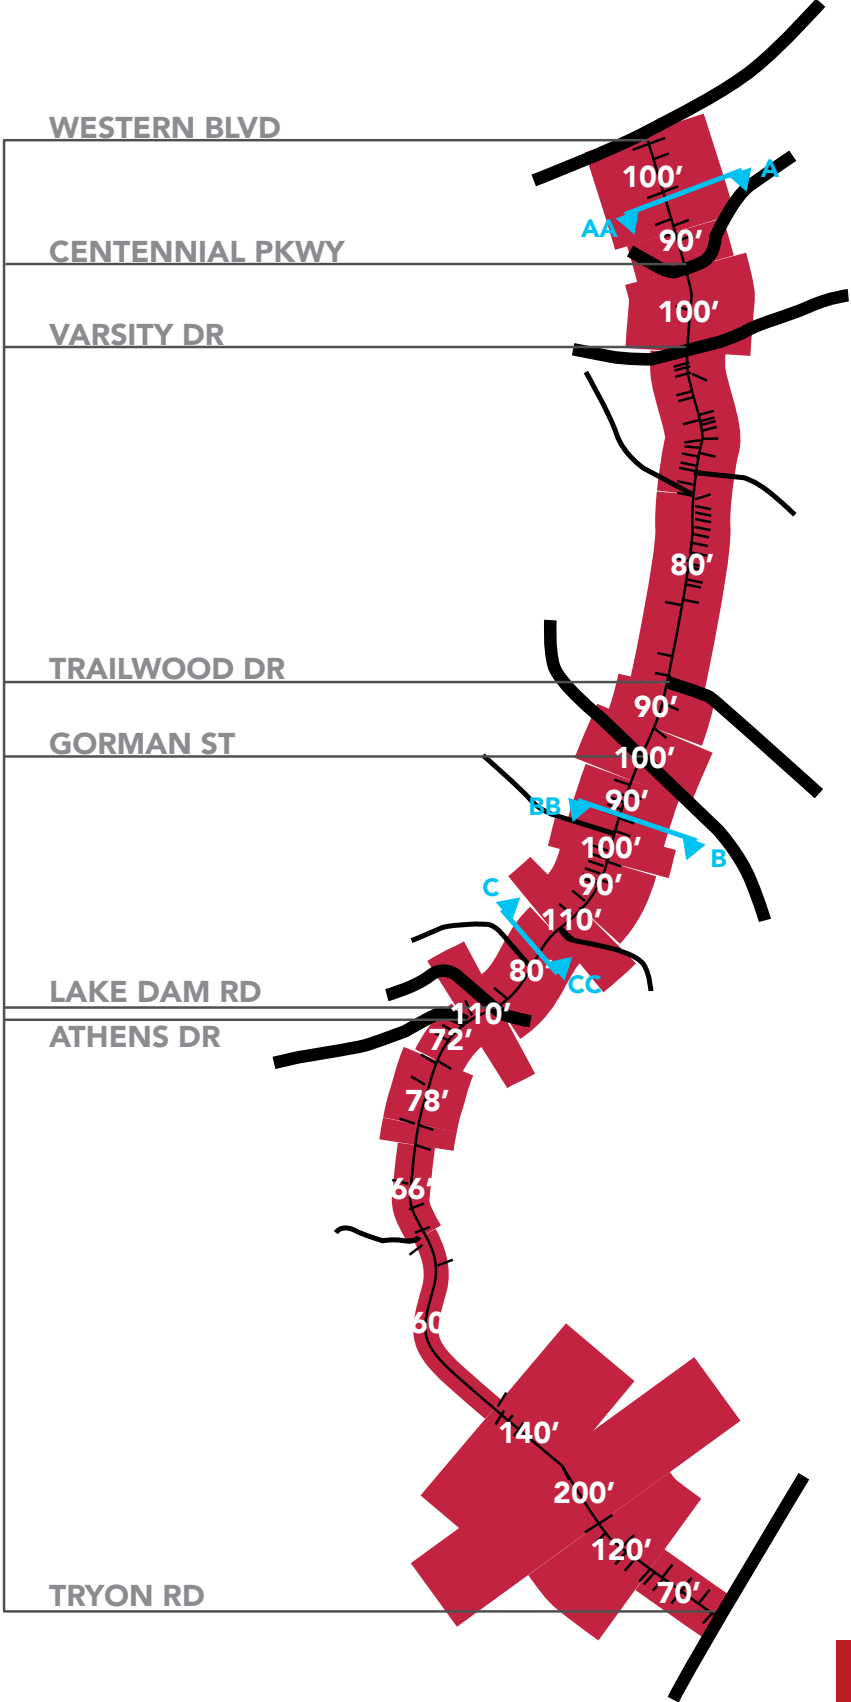 WESTERN BLVD
A
100′
AA
90′
CENTENNIAL PKWY
100′
VARSITY DR
80′
TRAILWOOD DR
90′
GORMAN ST
100′
90′
BB
100′
B
90′
C
110′
80′
CC
LAKE DAM RD
110′
ATHENS DR
72′
78′
66′
60
140′
200′
120′
70′
TRYON RD